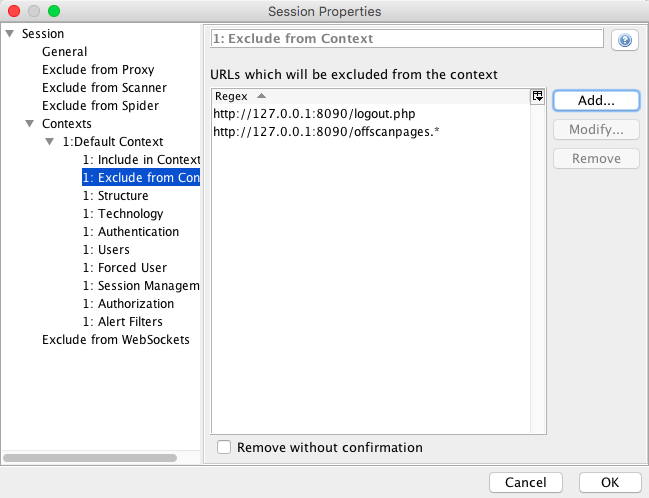 Session Properties
Session
General
Exclude from Proxy
Exclude from Scanner
Exclude from Spider
Contexts
1:Default Context
1: Include in Context
1: Exclude from Con
1: Structure
1: Technology
1: Authentication
1: Users
1: Forced User
1: Session Managem
1: Authorization
1: Alert Filters
Exclude from WebSockets
1: Exclude from Context
?
URLs which will be excluded from the context
Regex
http://127.0.0.1:8090/logout.php
http://127.0.0.1:8090/offscanpages.*
Add...
Modify...
Remove
Remove without confirmation
Cancel
OK